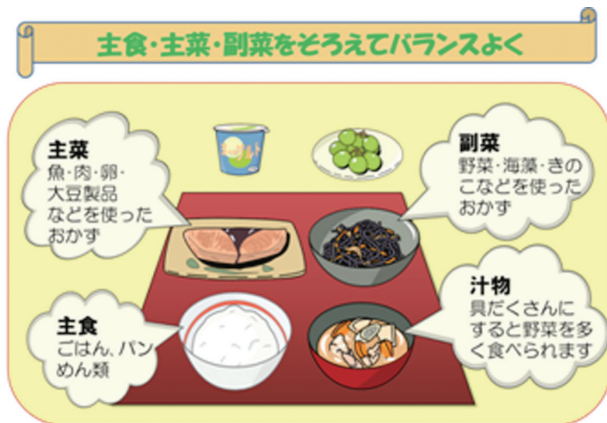 主食・主菜・副菜をそろえてバランスよく
主菜
魚・肉・卵・
大豆製品
などを使った
おかず
副菜
野菜・海藻・きの
こなどを使った
おかず
主食
ごはん、パン
めん類
汁物
具だくさんに
すると野菜を多
く食べられます